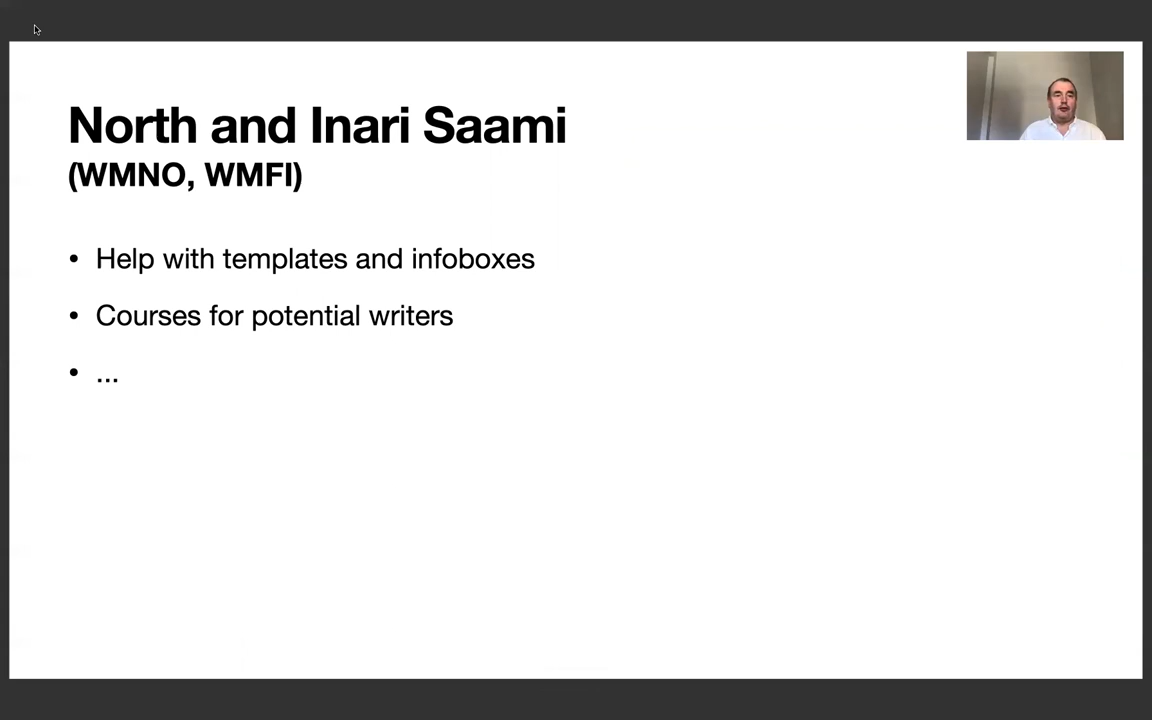 North and Inari Saami
(WMNO, WMFI)
• Help with templates and infoboxes
• Courses for potential writers
• ...